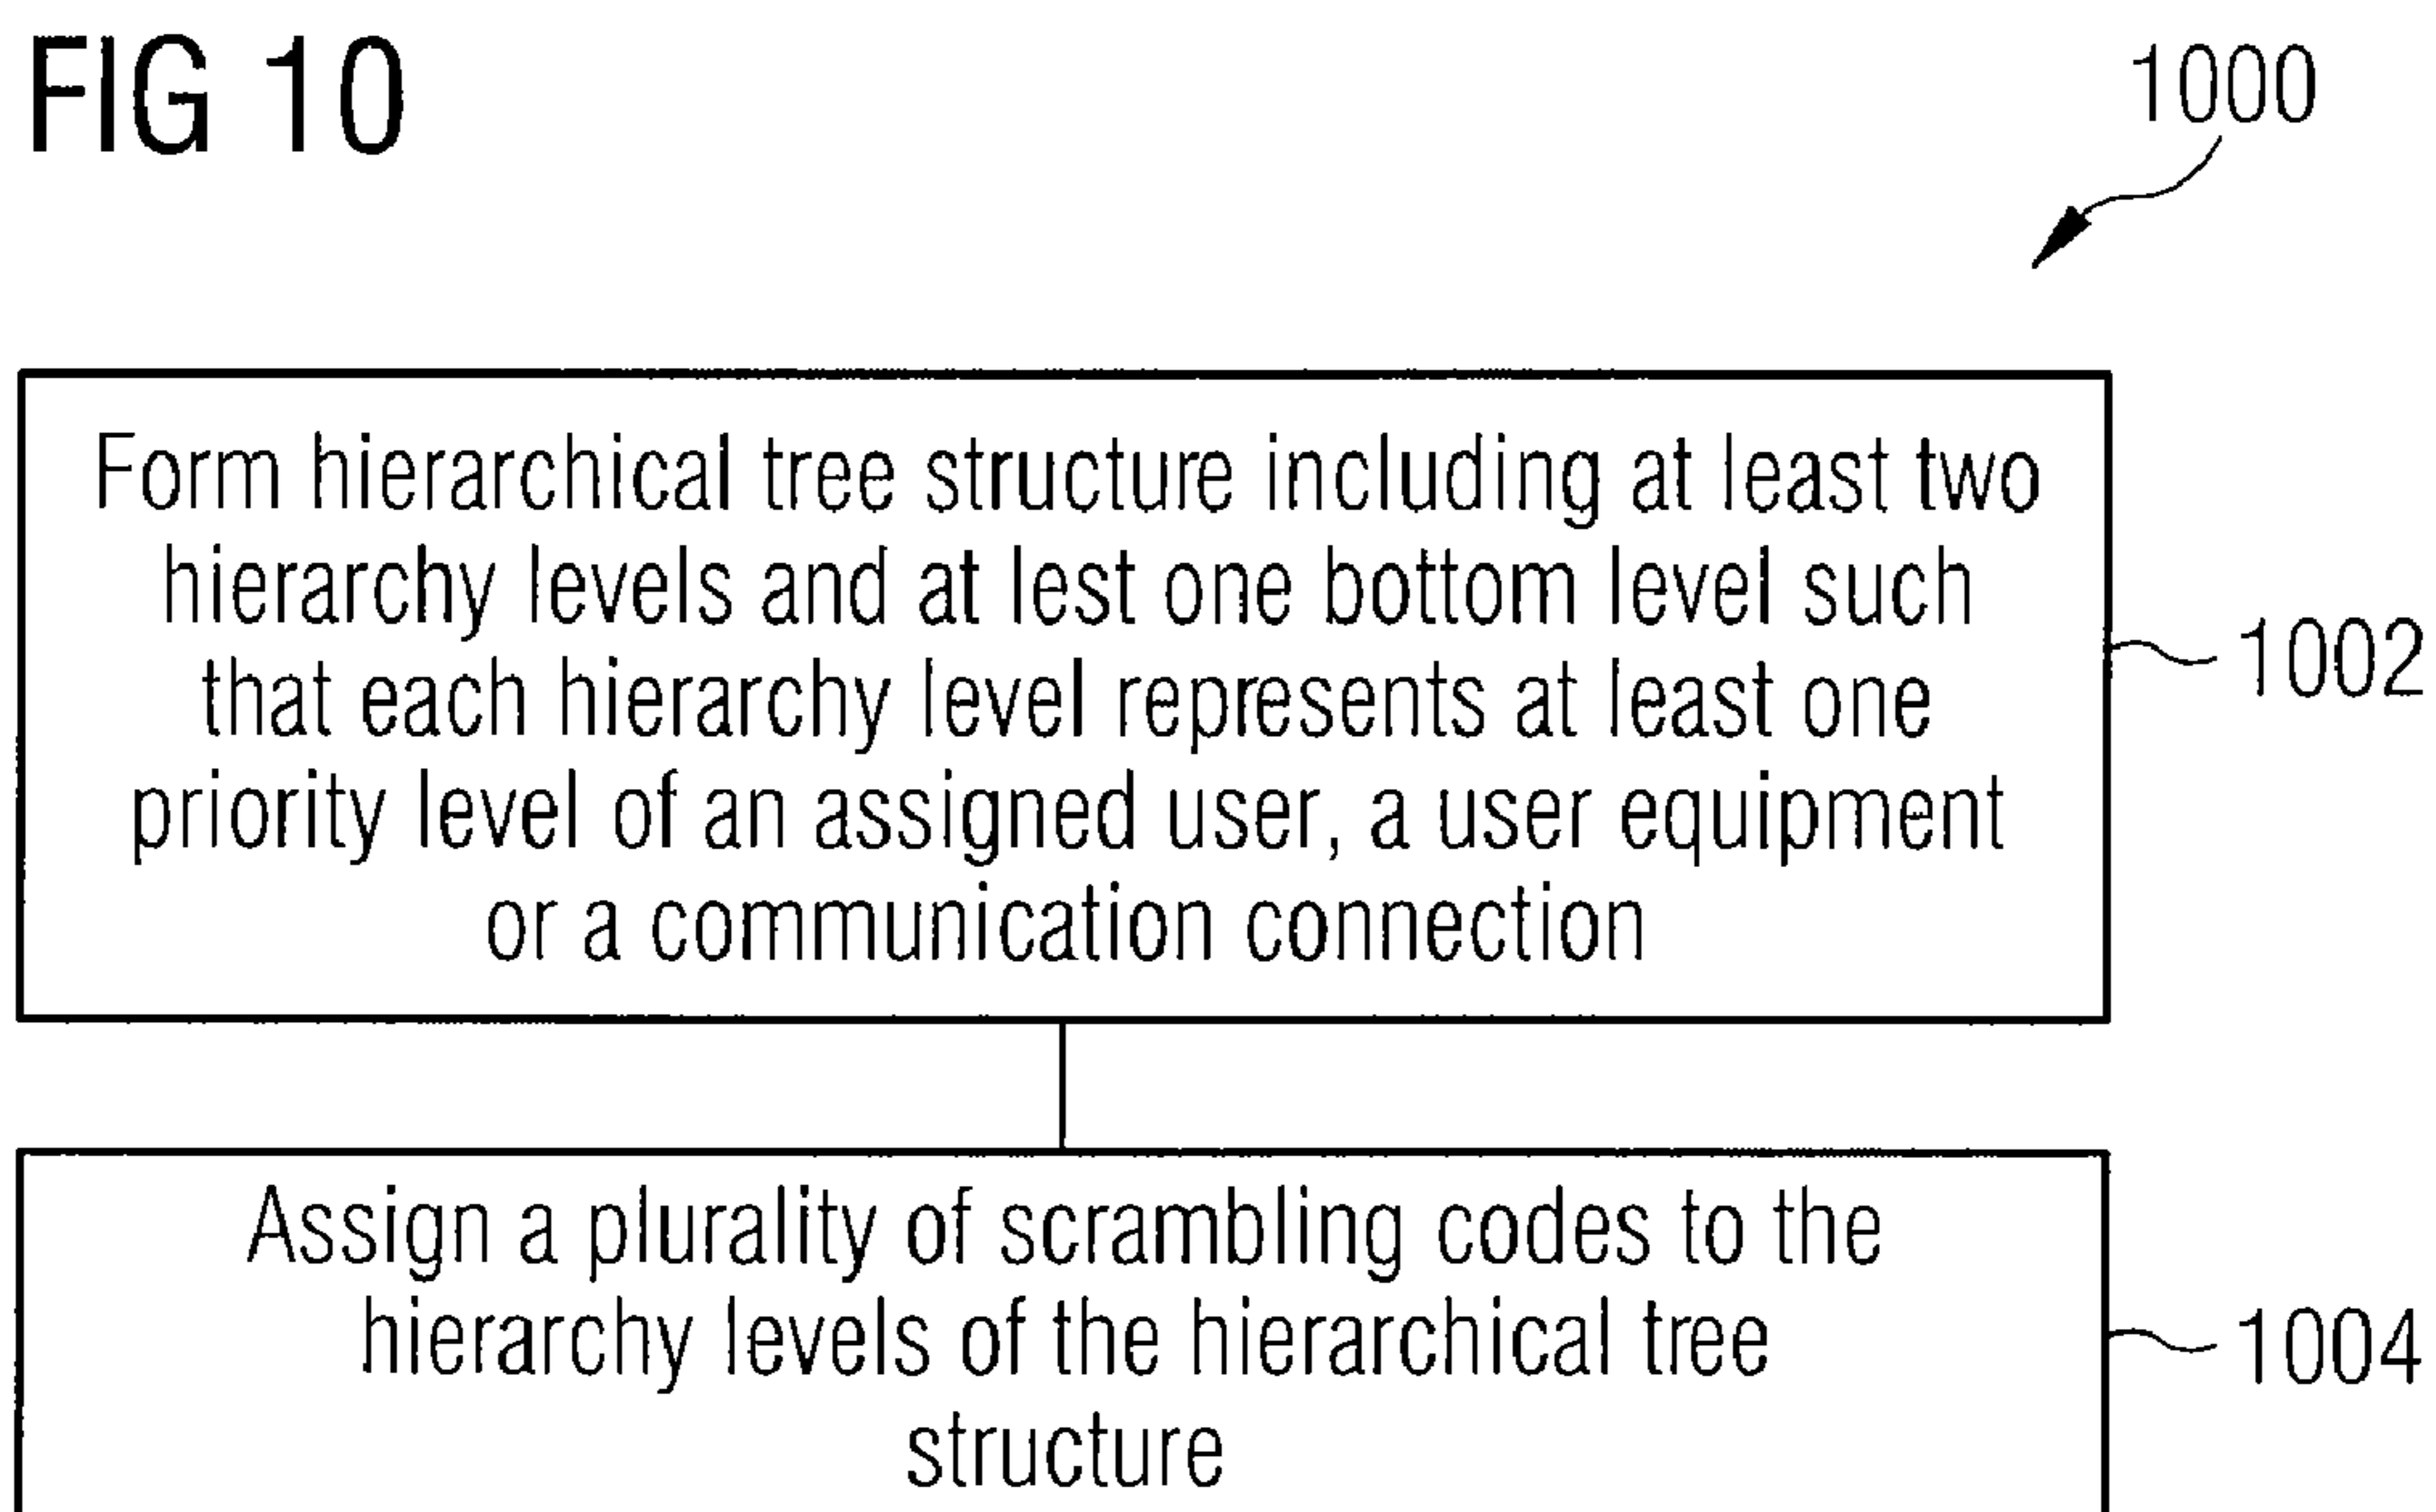 FIG 10
1000
Form hierarchical tree structure including at least two
hierarchy levels and at lest one bottom level such
that each hierarchy level represents at least one
priority level of an assigned user, a user equipment
or a communication connection
1002
Assign a plurality of scrambling codes to the
hierarchy levels of the hierarchical tree
structure
1004